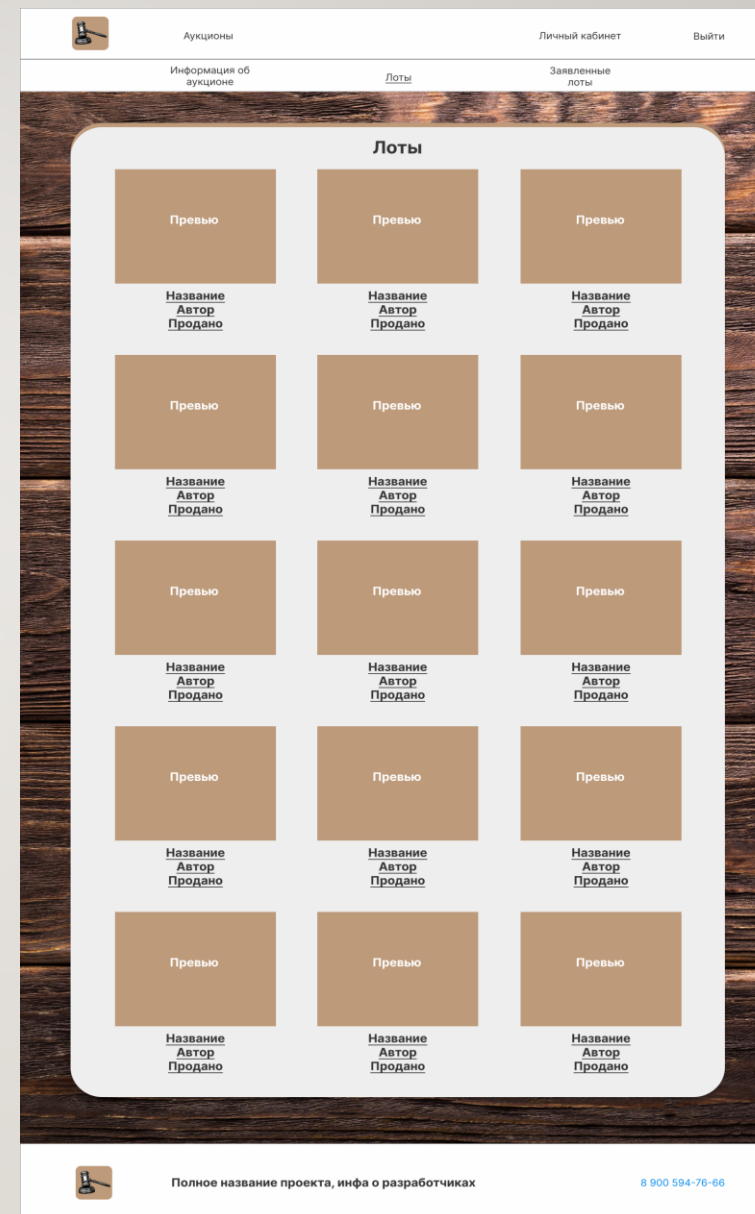 Аукционы Личный кабинет Выйти
Информация об
аукционе
Лоты
Заявленные
лоты
Лоты
Превью Превью Превью
Название Название Название
Автор Автор Автор
Продано Продано Продано
Превью Превью Превью
Название Название Название
Автор Автор Автор
Продано Продано Продано
Превью Превью Превью
Название Название Название
Автор Автор Автор
Продано Продано Продано
Превью Превью Превью
Название Название Название
Автор Автор Автор
Продано Продано Продано
Превью Превью Превью
Название Название Название
Автор Автор Автор
Продано Продано Продано
Полное название проекта, инфа о разработчиках 8 900 594-76-66